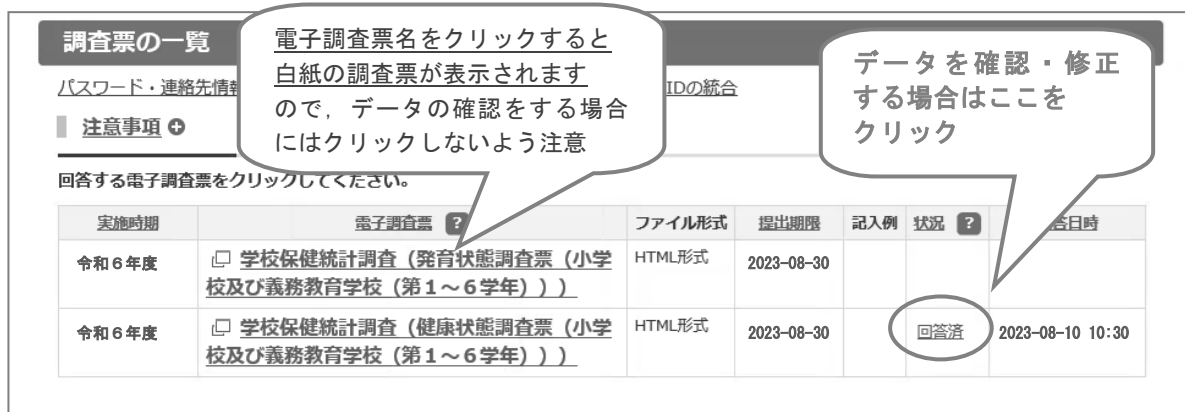 調査票の一覧
電子調査票名をクリックすると
白紙の調査票が表示されます
ので，データの確認をする場合
にはクリックしないよう注意
データを確認・修正
する場合はここを
クリック
パスワード・連絡先情
IDの統合
注意事項
回答する電子調査票をクリックしてください。
実施時期 電子調査票 ? ファイル形式 提出期限 記入例 状況 ? 答日時
令和６年度 学校保健統計調査（発育状態調査票（小学 HTML形式 2023-08-30
校及び義務教育学校（第１～６学年）））
令和６年度 学校保健統計調査（健康状態調査票（小学 HTML形式 2023-08-30 回答済 2023-08-10 10:30
校及び義務教育学校（第１～６学年）））